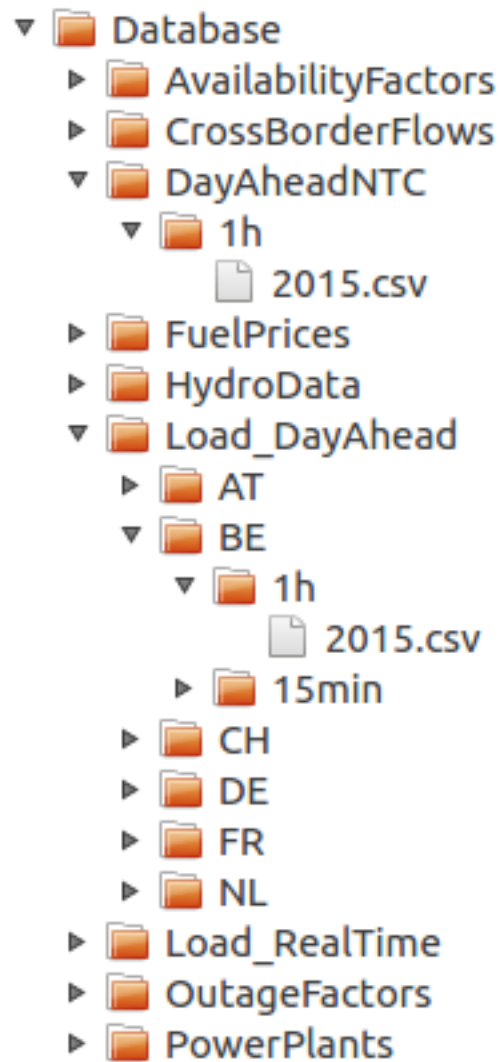 Database
AvailabilityFactors
CrossBorderFlows
DayAheadNTC
1h
2015.csv
FuelPrices
HydroData
Load_DayAhead
AT
BE
1h
2015.csv
15min
CH
DE
FR
NL
Load_RealTime
OutageFactors
PowerPlants